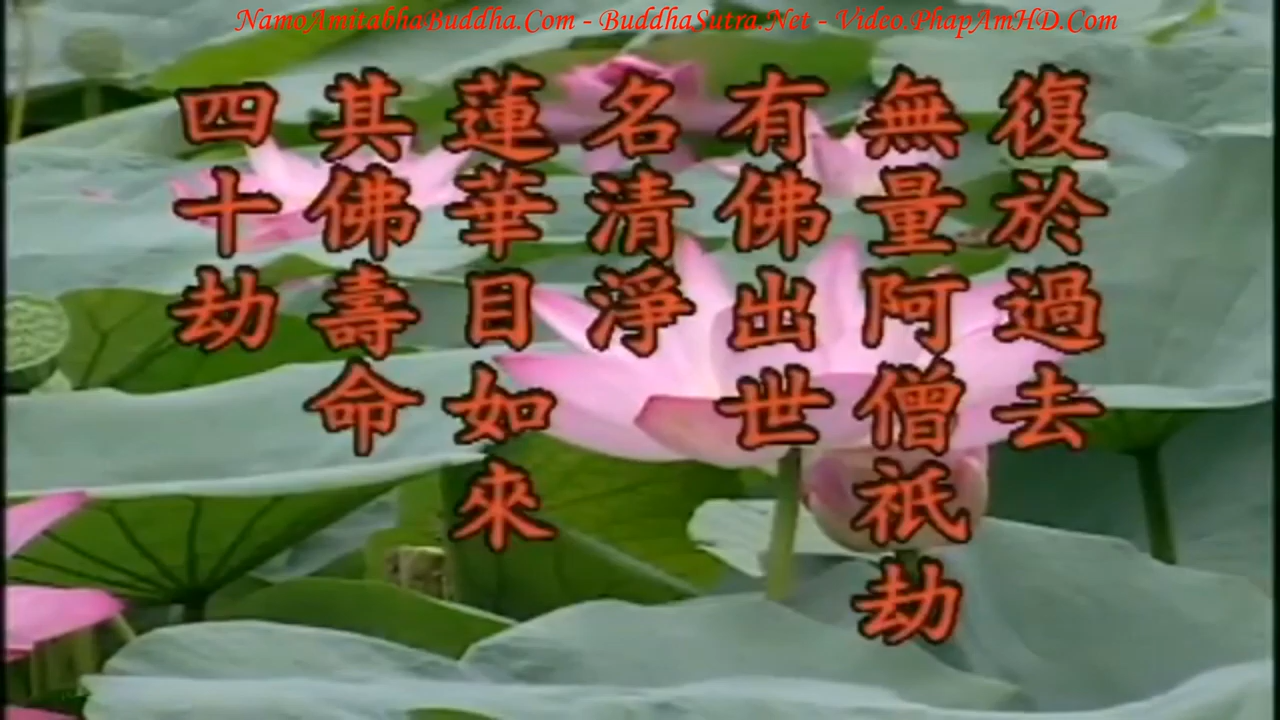 NamoAmitabhaBuddha.Com - BuddhaSutra.Net - Video.PhapAmHD.Com
復於過去
無量阿僧祇劫
有佛出世
名清淨
蓮華目如來
其佛壽命
四十劫